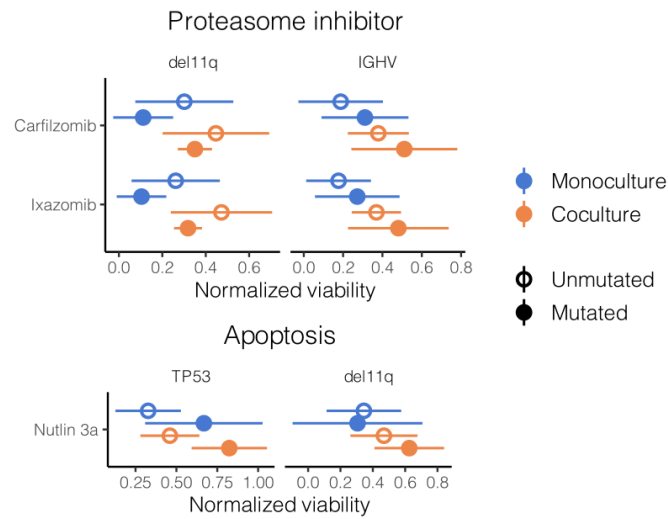 Proteasome inhibitor
del11q IGHV
Carfilzomib
Ixazomib
0.0 0.2 0.4 0.6 0.0 0.2 0.4 0.6 0.8
Normalized viability
Monoculture
Coculture
Unmutated
Mutated
Apoptosis
TP53 del11q
Nutlin 3a
0.25 0.50 0.75 1.00 0.0 0.2 0.4 0.6 0.8
Normalized viability